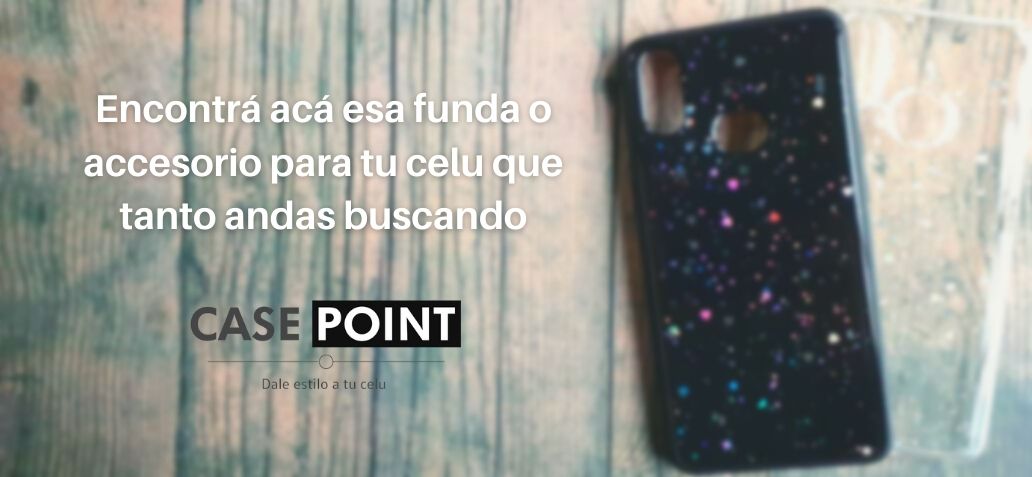 Encontrá acá esa funda o
accesorio para tu celu que
tanto andas buscando
CASE POINT
Dale estilo a tu celu